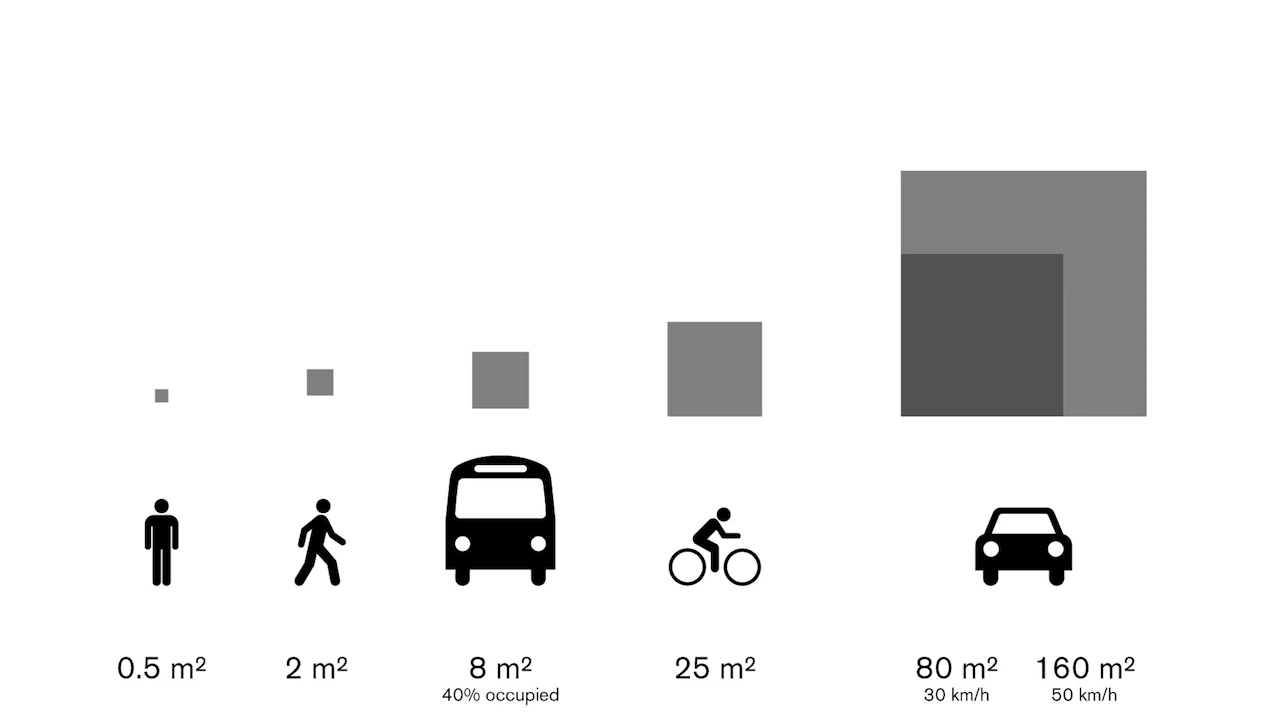 0.5 m²
2 m²
8 m²
40% occupied
25 m²
80 m²
30 km/h
160 m²
50 km/h